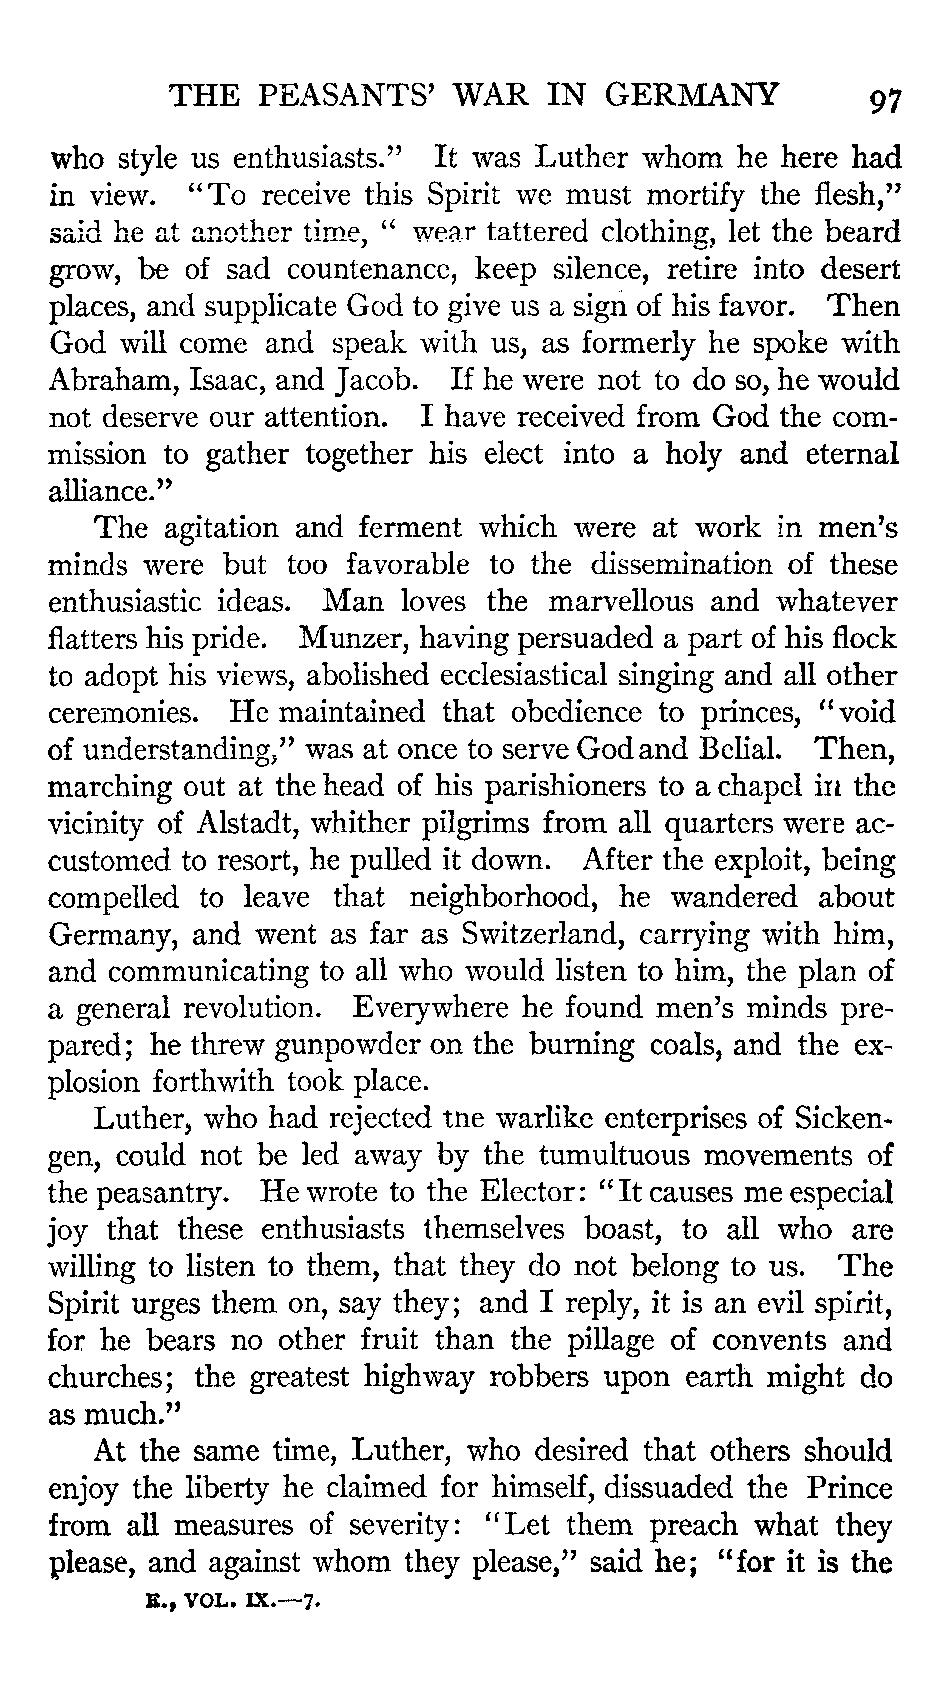 THE PEASANTS' WAR IN GERMANY 97
who style us enthusiasts." It was Luther whom he here had
in view. "To receive this Spirit we must mortify the flesh,"
said he at another time, " wear tattered clothing, let the beard
grow, be of sad countenance, keep silence, retire into desert
places, and supplicate God to give us a sign of his favor. Then
God will come and speak with us, as formerly he spoke with
Abraham, Isaac, and Jacob. If he were not to do so, he would
not deserve our attention. I have received from God the com-
mission to gather together his elect into a holy and eternal
alliance."
The agitation and ferment which were at work in men's
minds were but too favorable to the dissemination of these
enthusiastic ideas. Man loves the marvellous and whatever
flatters his pride. Munzer, having persuaded a part of his flock
to adopt his views, abolished ecclesiastical singing and all other
ceremonies. He maintained that obedience to princes, "void
of understanding," was at once to serve God and Belial. Then,
marching out at the head of his parishioners to a chapel in the
vicinity of Alstadt, whither pilgrims from all quarters were ac-
customed to resort, he pulled it down. After the exploit, being
compelled to leave that neighborhood, he wandered about
Germany, and went as far as Switzerland, carrying with him,
and communicating to all who would listen to him, the plan of
a general revolution. Everywhere he found men's minds pre-
pared; he threw gunpowder on the burning coals, and the ex-
plosion forthwith took place.
Luther, who had rejected the warlike enterprises of Sicken-
gen, could not be led away by the tumultuous movements of
the peasantry. He wrote to the Elector: "It causes me especial
joy that these enthusiasts themselves boast, to all who are
willing to listen to them, that they do not belong to us. The
Spirit urges them on, say they; and I reply, it is an evil spirit,
for he bears no other fruit than the pillage of convents and
churches; the greatest highway robbers upon earth might do
as much."
At the same time, Luther, who desired that others should
enjoy the liberty he claimed for himself, dissuaded the Prince
from all measures of severity: "Let them preach what they
please, and against whom they please," said he; "for it is the
E., VOL. IX.—7.